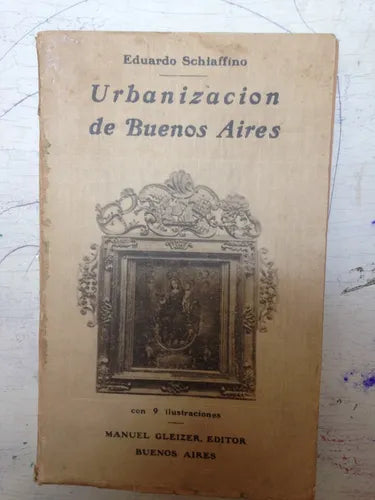 Eduardo Schiaffino
Urbanizacion
de Buenos Aires
con 9 ilustraciones
MANUEL GLEIZER, EDITOR
BUENOS AIRES